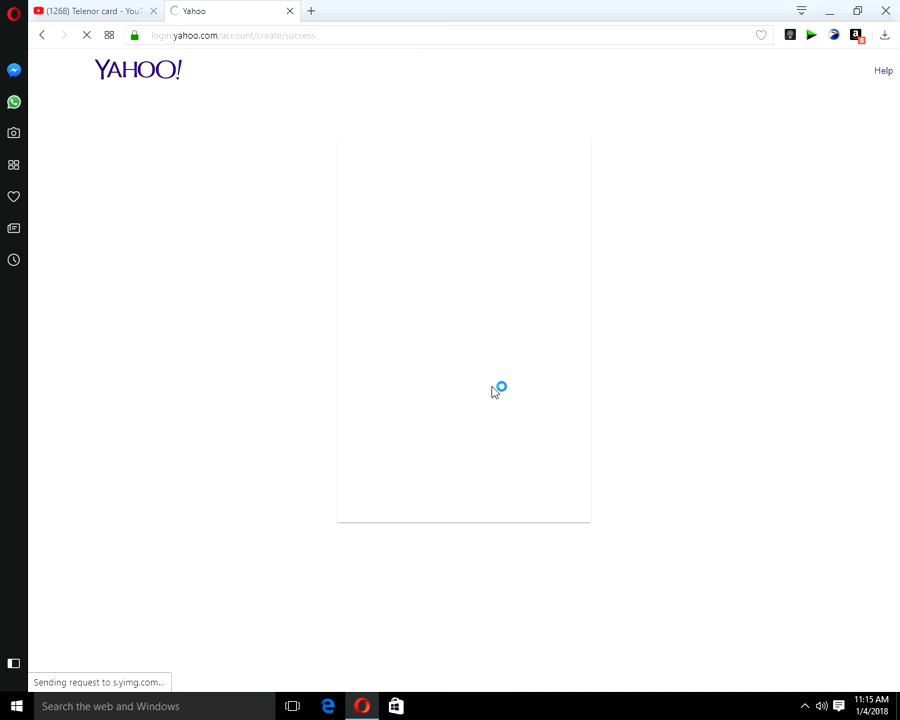 (1268) Telenor card - YouT
Yahoo
login.yahoo.com/account/create/success
YAHOO!
Help
Sending request to s.yimg.com...
Search the web and Windows
11:15 AM
1/4/2018